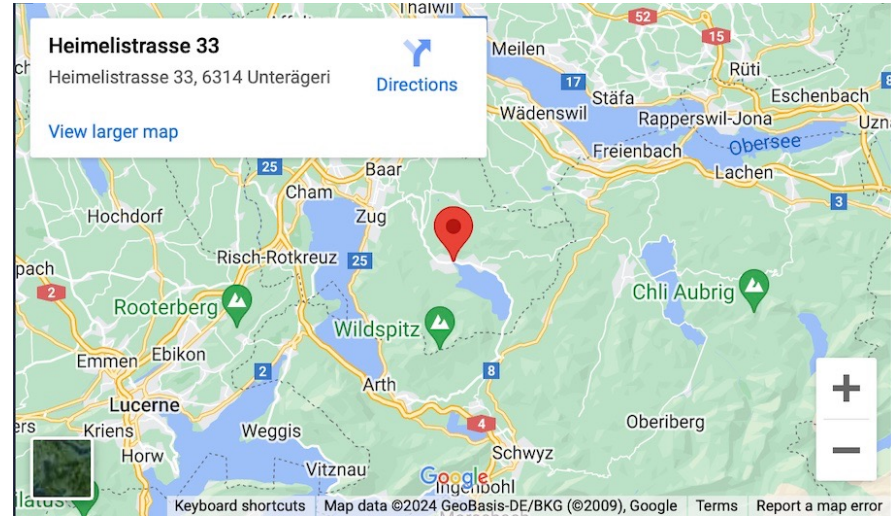 Thalwil
Heimelistrasse 33
Heimelistrasse 33, 6314 Unterägeri
Directions
View larger map
52
15
Meilen
Rüti
17
Stäfa
Eschenbach
Wädenswil
Rapperswil-Jona
Freienbach
Obersee
Lachen
25
Baar
Cham
3
Hochdorf
Zug
Risch-Rotkreuz
25
2
Rooterberg
Chli Aubrig
Wildspitz
Emmen
Ebikon
2
8
Arth
Lucerne
Kriens
Weggis
4
Oberiberg
Horw
Schwyz
Vitznau
Google
Ingenbohl
Keyboard shortcuts
Map data ©2024 GeoBasis-DE/BKG (©2009), Google
Terms
Report a map error